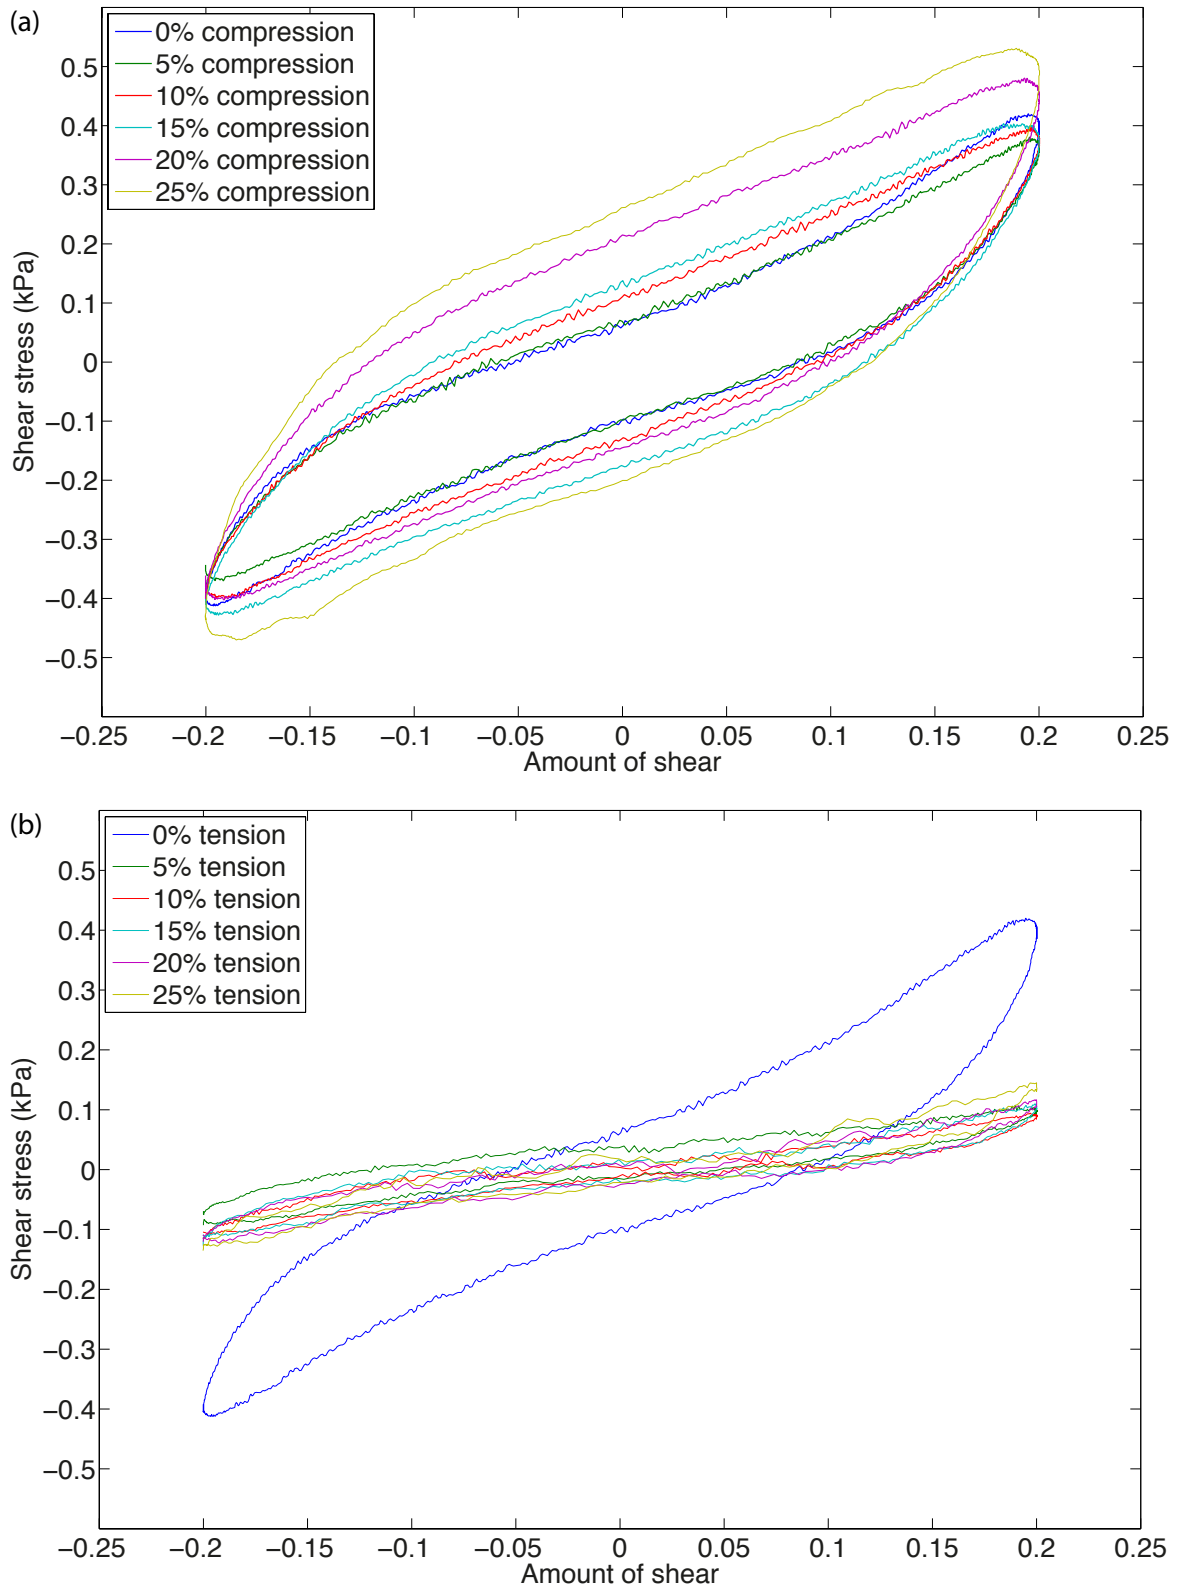 (a)
0% compression
5% compression
10% compression
15% compression
20% compression
25% compression
0.5
0.4
0.3
0.2
0.1
0
−0.1
−0.2
−0.3
−0.4
−0.5
Shear stress (kPa)
−0.25 −0.2 −0.15 −0.1 −0.05 0 0.05 0.1 0.15 0.2 0.25
Amount of shear
(b)
0% tension
5% tension
10% tension
15% tension
20% tension
25% tension
0.5
0.4
0.3
0.2
0.1
0
−0.1
−0.2
−0.3
−0.4
−0.5
Shear stress (kPa)
−0.25 −0.2 −0.15 −0.1 −0.05 0 0.05 0.1 0.15 0.2 0.25
Amount of shear